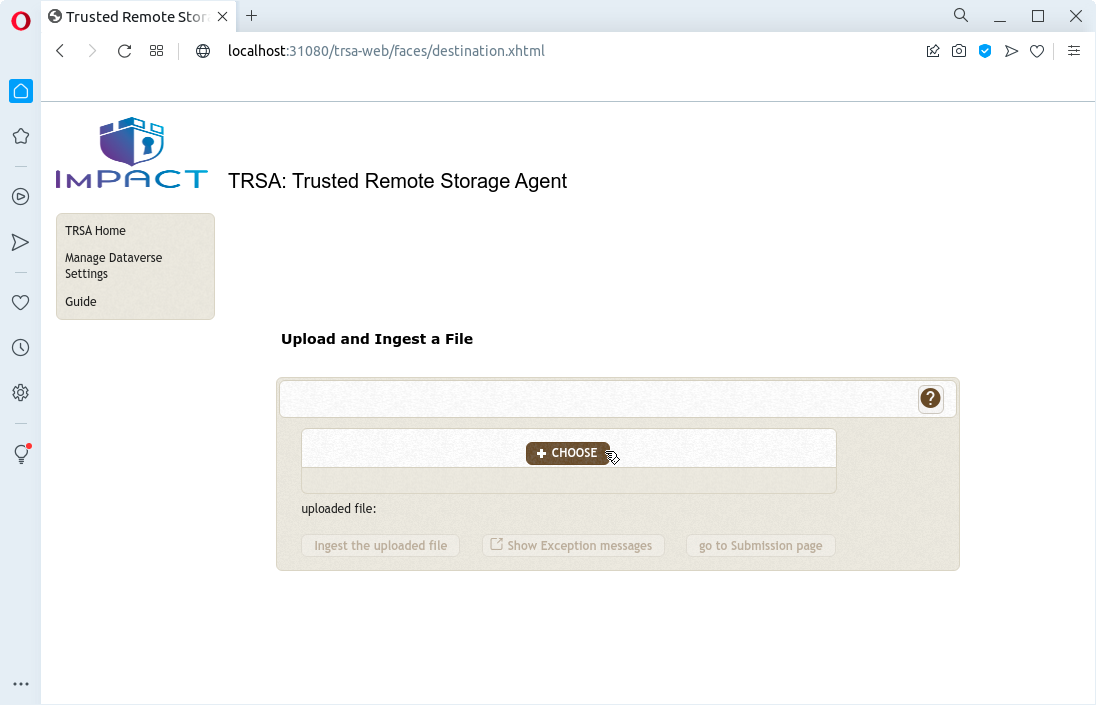 Trusted Remote Stor
localhost:31080/trsa-web/faces/destination.xhtml
IMPACT
TRSA: Trusted Remote Storage Agent
TRSA Home
Manage Dataverse
Settings
Guide
Upload and Ingest a File
?
CHOOSE
uploaded file:
Ingest the uploaded file
Show Exception messages
go to Submission page